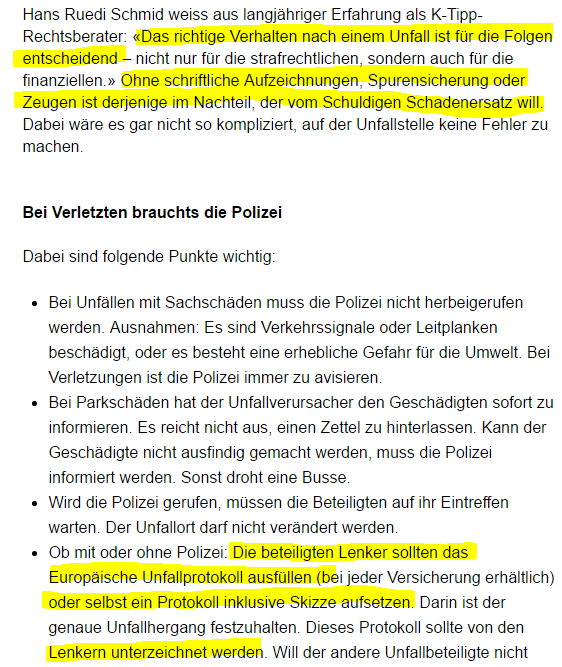 Hans Ruedi Schmid weiss aus langjähriger Erfahrung als K-Tipp-
Rechtsberater: «Das richtige Verhalten nach einem Unfall ist für die Folgen
entscheidend – nicht nur für die strafrechtlichen, sondern auch für die
finanziellen.» Ohne schriftliche Aufzeichnungen, Spurensicherung oder
Zeugen ist derjenige im Nachteil, der vom Schuldigen Schadenersatz will.
Dabei wäre es gar nicht so kompliziert, auf der Unfallstelle keine Fehler zu
machen.
Bei Verletzten brauchts die Polizei
Dabei sind folgende Punkte wichtig:
• Bei Unfällen mit Sachschäden muss die Polizei nicht herbeigerufen
werden. Ausnahmen: Es sind Verkehrssignale oder Leitplanken
beschädigt, oder es besteht eine erhebliche Gefahr für die Umwelt. Bei
Verletzungen ist die Polizei immer zu avisieren.
• Bei Parkschäden hat der Unfallverursacher den Geschädigten sofort zu
informieren. Es reicht nicht aus, einen Zettel zu hinterlassen. Kann der
Geschädigte nicht ausfindig gemacht werden, muss die Polizei
informiert werden. Sonst droht eine Busse.
• Wird die Polizei gerufen, müssen die Beteiligten auf ihr Eintreffen
warten. Der Unfallort darf nicht verändert werden.
• Ob mit oder ohne Polizei: Die beteiligten Lenker sollten das
Europäische Unfallprotokoll ausfüllen (bei jeder Versicherung erhältlich)
oder selbst ein Protokoll inklusive Skizze aufsetzen. Darin ist der
genaue Unfallhergang festzuhalten. Dieses Protokoll sollte von den
Lenkern unterzeichnet werden. Will der andere Unfallbeteiligte nicht